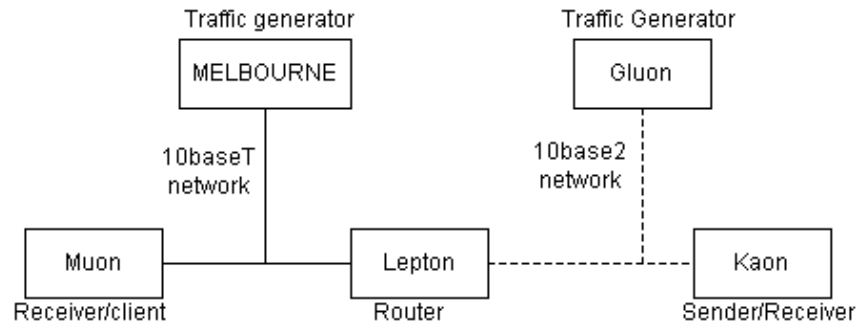 Traffic generator
Traffic Generator
MELBOURNE
Gluon
10baseT
network
10base2
network
Muon
Lepton
Kaon
Receiver/client
Router
Sender/Receiver